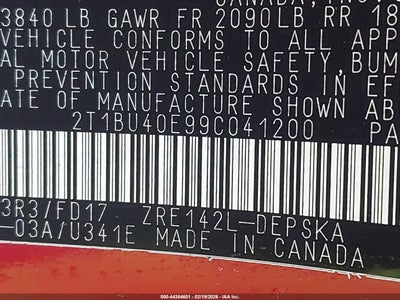 CANADA,
3840 LB GAWR FR 2090LB RR 18
VEHICLE CONFORMS TO ALL APP
AL MOTOR VEHICLE SAFETY, BUM
PREVENTION STANDARDS IN EF
ATE OF MANUFACTURE SHOWN AB
2T1BU40E99C041200 PA
3R3/FD17 ZRE142L-DEPSKA
-03A/U341E MADE IN CANADA
000-44384601 - 02/19/2026 - IAA Inc.